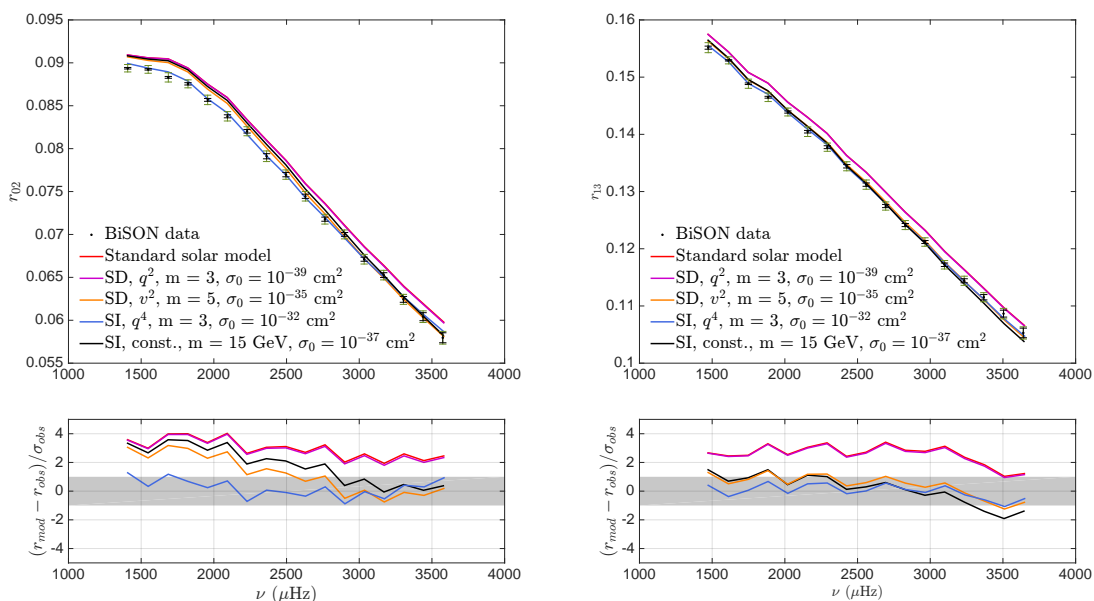 0.095
0.09
0.085
0.08
0.075
0.07
0.065
0.06
0.055
r₀₂
BiSON data
Standard solar model
SD, q², m = 3, σ₀ = 10⁻³⁹ cm²
SD, v², m = 5, σ₀ = 10⁻³⁵ cm²
SI, q⁴, m = 3, σ₀ = 10⁻³² cm²
SI, const., m = 15 GeV, σ₀ = 10⁻³⁷ cm²
1000 1500 2000 2500 3000 3500 4000
0.16
0.15
0.14
0.13
0.12
0.11
0.1
r₁₃
BiSON data
Standard solar model
SD, q², m = 3, σ₀ = 10⁻³⁹ cm²
SD, v², m = 5, σ₀ = 10⁻³⁵ cm²
SI, q⁴, m = 3, σ₀ = 10⁻³² cm²
SI, const., m = 15 GeV, σ₀ = 10⁻³⁷ cm²
1000 1500 2000 2500 3000 3500 4000
4
2
0
-2
-4
(r_mod − r_obs)/σ_obs
1000 1500 2000 2500 3000 3500 4000
ν (μHz)
4
2
0
-2
-4
(r_mod − r_obs)/σ_obs
1000 1500 2000 2500 3000 3500 4000
ν (μHz)